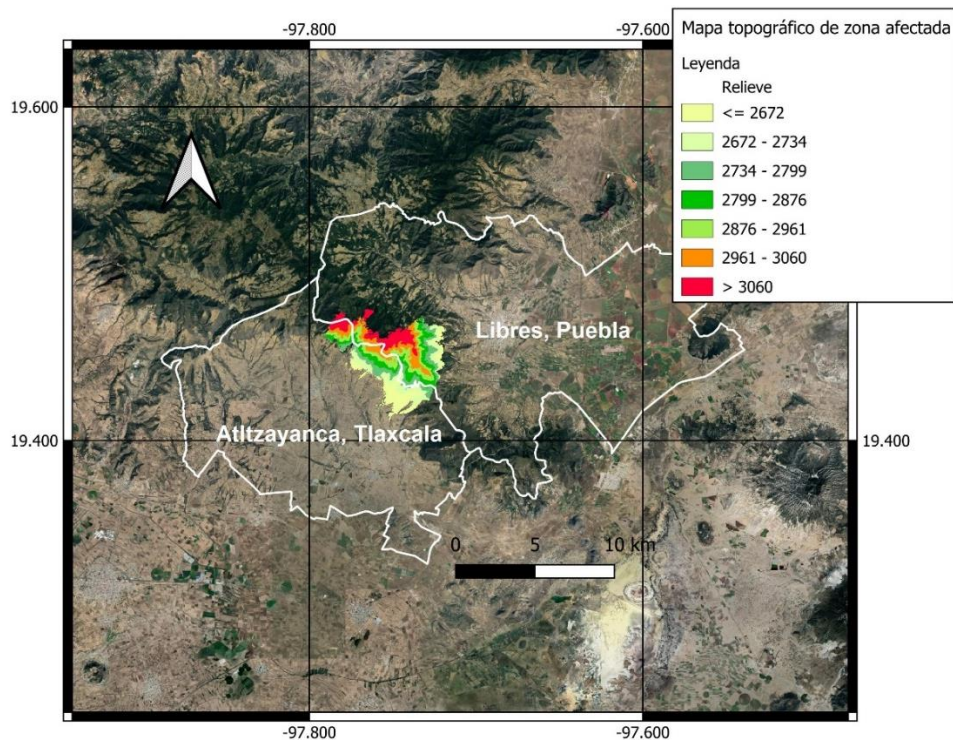 -97.800
-97.600
Mapa topográfico de zona afectada
Leyenda
Relieve
<= 2672
2672 - 2734
2734 - 2799
2799 - 2876
2876 - 2961
2961 - 3060
> 3060
19.600
Libres, Puebla
Atltzayanca, Tlaxcala
19.400
19.400
0
5
10 km
-97.800
-97.600